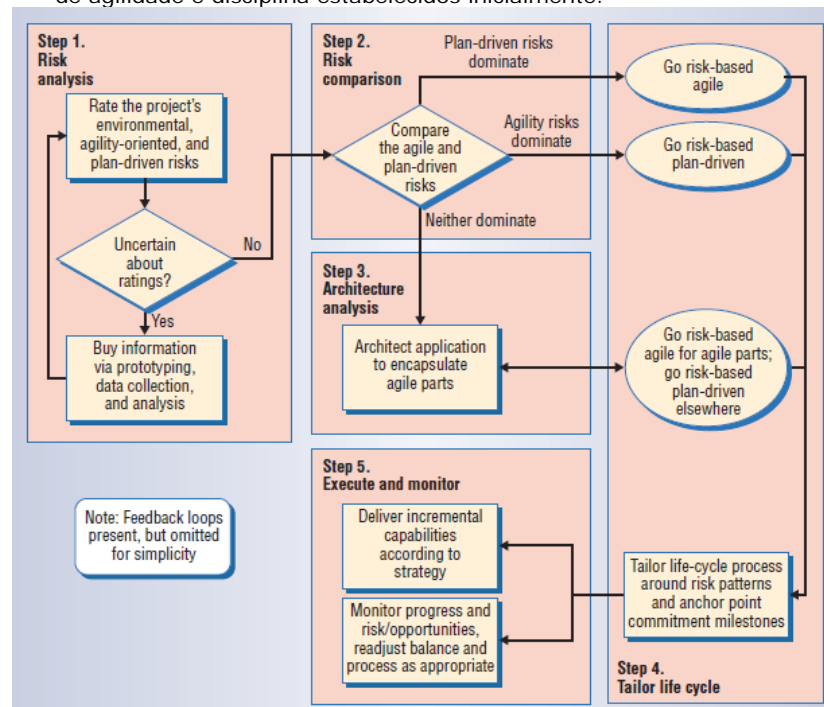 de agilidade e disciplina estabelecidos inicialmente.
Step 1.
Risk
analysis
Rate the project's
environmental,
agility-oriented, and
plan-driven risks
Uncertain
about
ratings?
No
Yes
Buy information
via prototyping,
data collection,
and analysis
Note: Feedback loops
present, but omitted
for simplicity
Step 2.
Risk
comparison
Plan-driven risks
dominate
Compare
the agile and
plan-driven
risks
Agility risks
dominate
Neither dominate
Step 3.
Architecture
analysis
Architect application
to encapsulate
agile parts
Go risk-based
agile
Go risk-based
plan-driven
Go risk-based
agile for agile parts;
go risk-based
plan-driven
elsewhere
Tailor life-cycle process
around risk patterns
and anchor point
commitment milestones
Step 4.
Tailor life cycle
Step 5.
Execute and monitor
Deliver incremental
capabilities
according to
strategy
Monitor progress and
risk/opportunities,
readjust balance and
process as appropriate